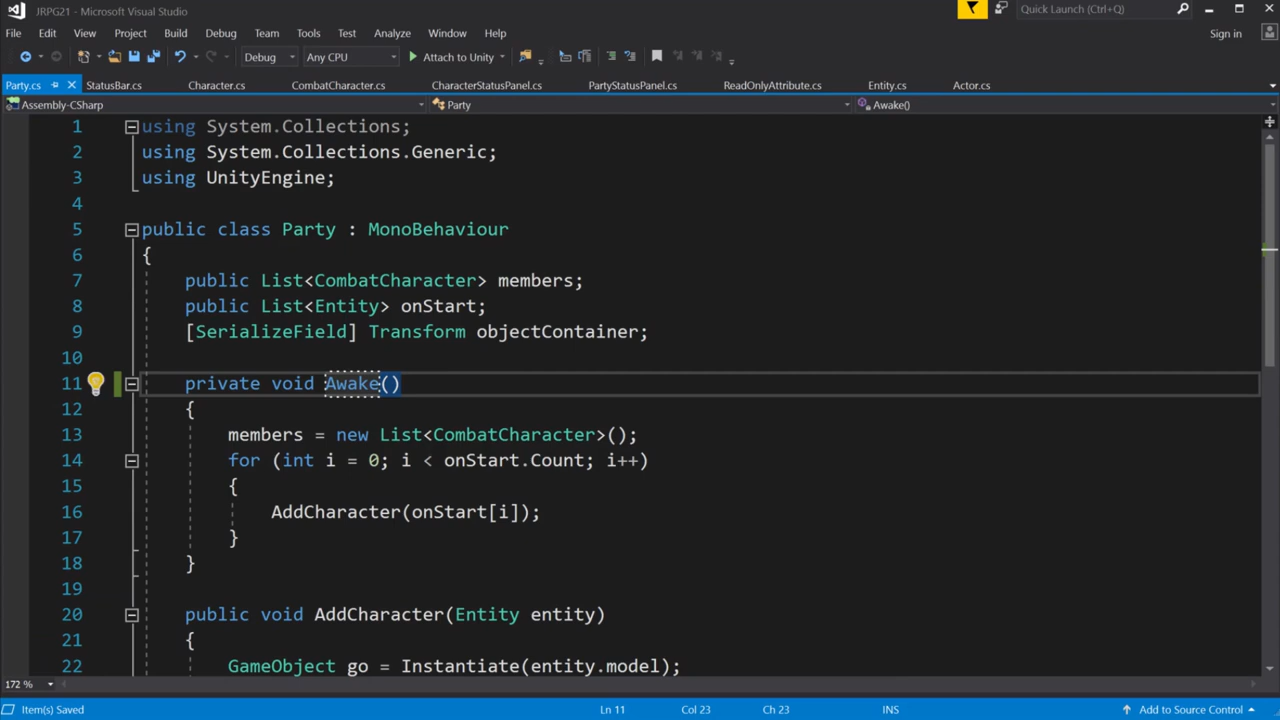 JRPG21 - Microsoft Visual Studio
Quick Launch (Ctrl+Q)
File Edit View Project Build Debug Team Tools Test Analyze Window Help
Sign in
Debug Any CPU Attach to Unity
Party.cs StatusBar.cs Character.cs CombatCharacter.cs CharacterStatusPanel.cs PartyStatusPanel.cs ReadOnlyAttribute.cs Entity.cs Actor.cs
Assembly-CSharp Party Awake()
1 using System.Collections;
2 using System.Collections.Generic;
3 using UnityEngine;
4
5 public class Party : MonoBehaviour
6 {
7 public List<CombatCharacter> members;
8 public List<Entity> onStart;
9 [SerializeField] Transform objectContainer;
10
11 private void Awake()
12 {
13 members = new List<CombatCharacter>();
14 for (int i = 0; i < onStart.Count; i++)
15 {
16 AddCharacter(onStart[i]);
17 }
18 }
19
20 public void AddCharacter(Entity entity)
21 {
22 GameObject go = Instantiate(entity.model);
172 %
Item(s) Saved Ln 11 Col 23 Ch 23 INS Add to Source Control